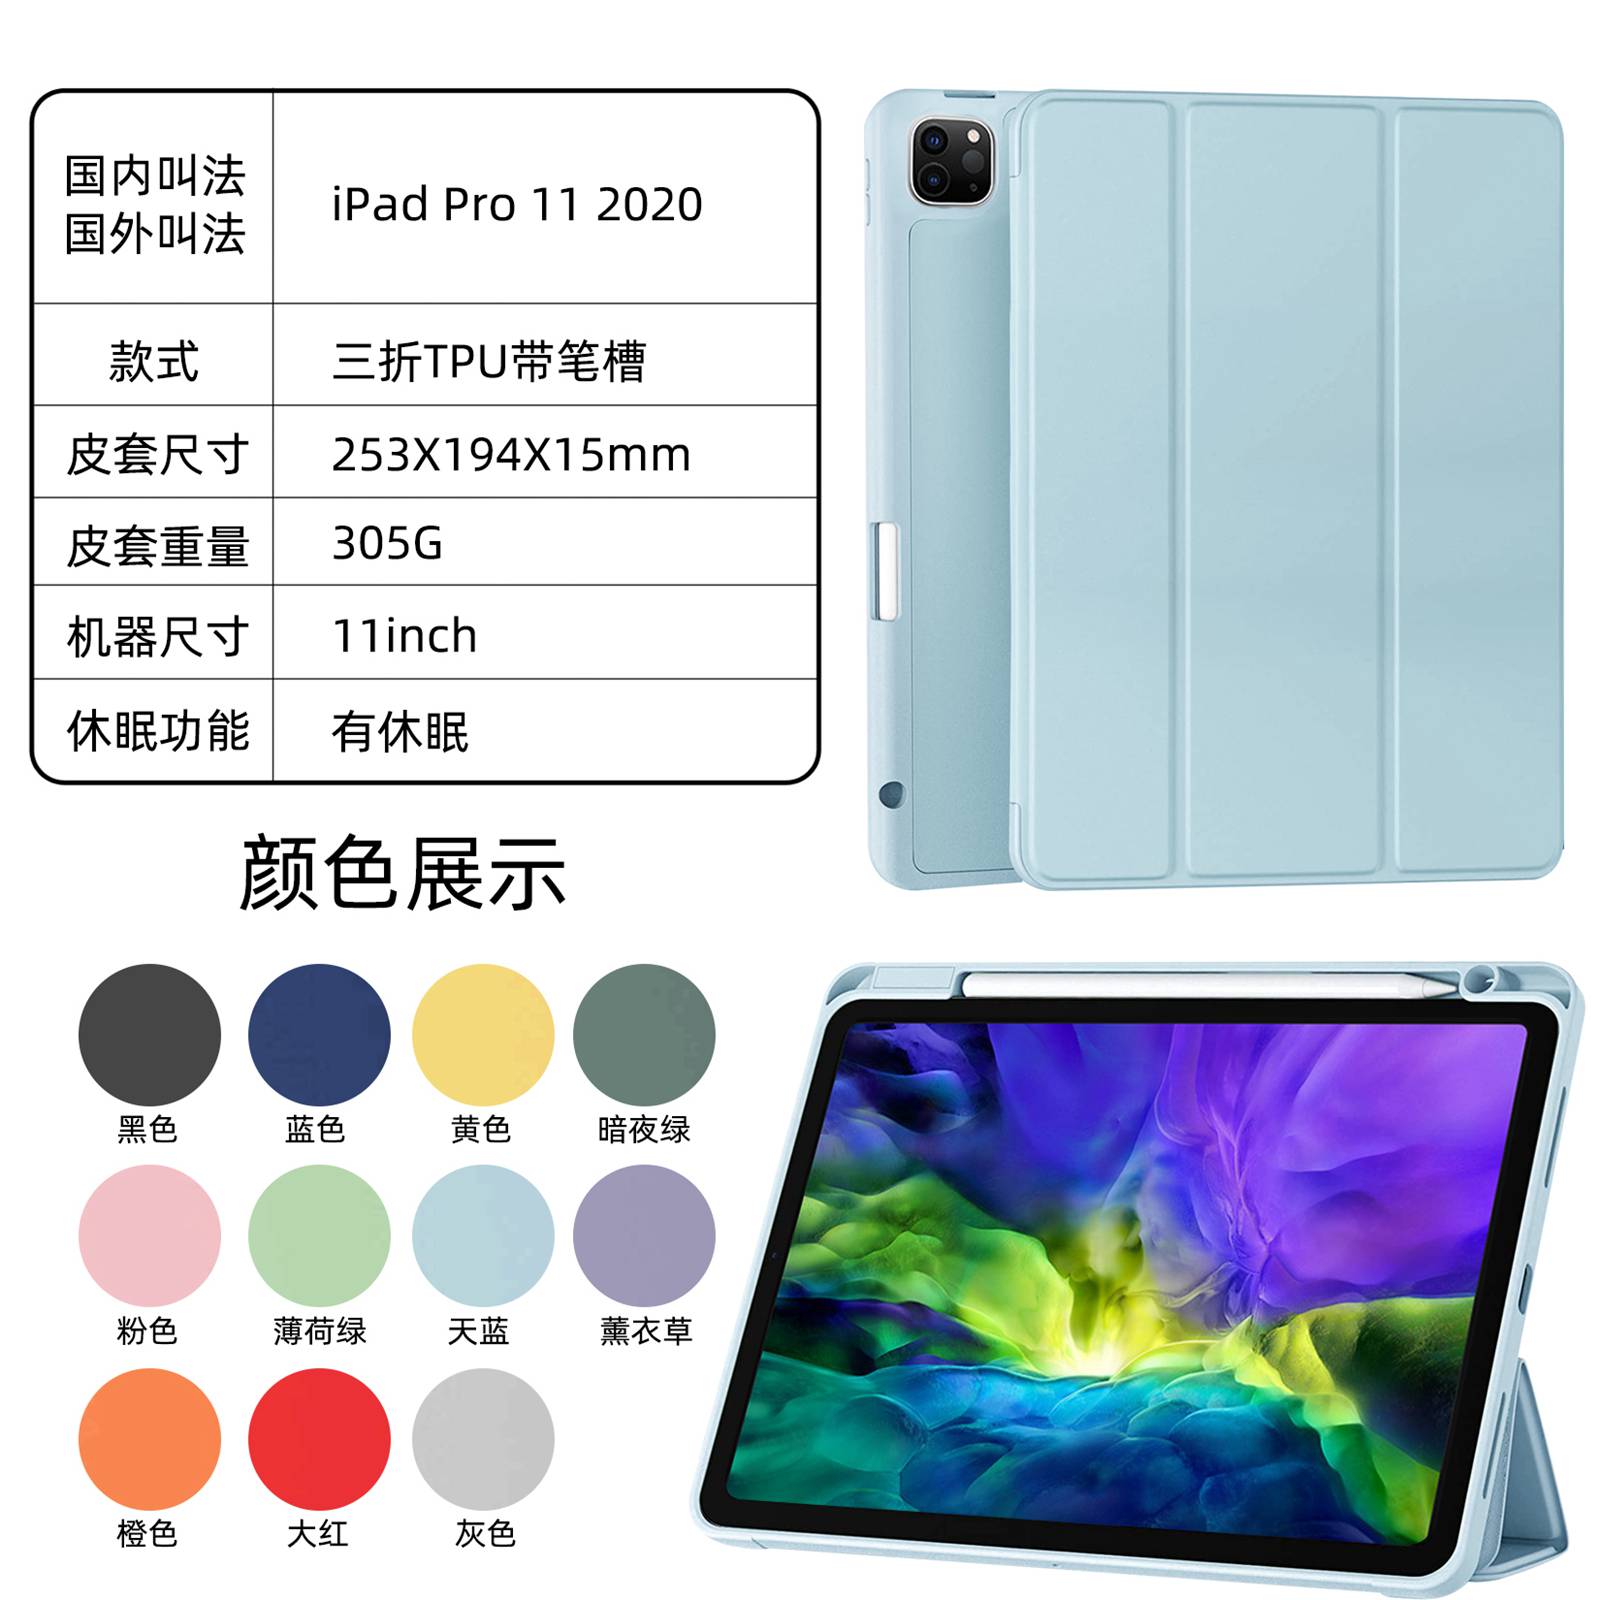 国内叫法
国外叫法
iPad Pro 11 2020
款式
三折TPU带笔槽
皮套尺寸
253X194X15mm
皮套重量
305G
机器尺寸
11inch
休眠功能
有休眠
颜色展示
黑色
蓝色
黄色
暗夜绿
粉色
薄荷绿
天蓝
薰衣草
橙色
大红
灰色